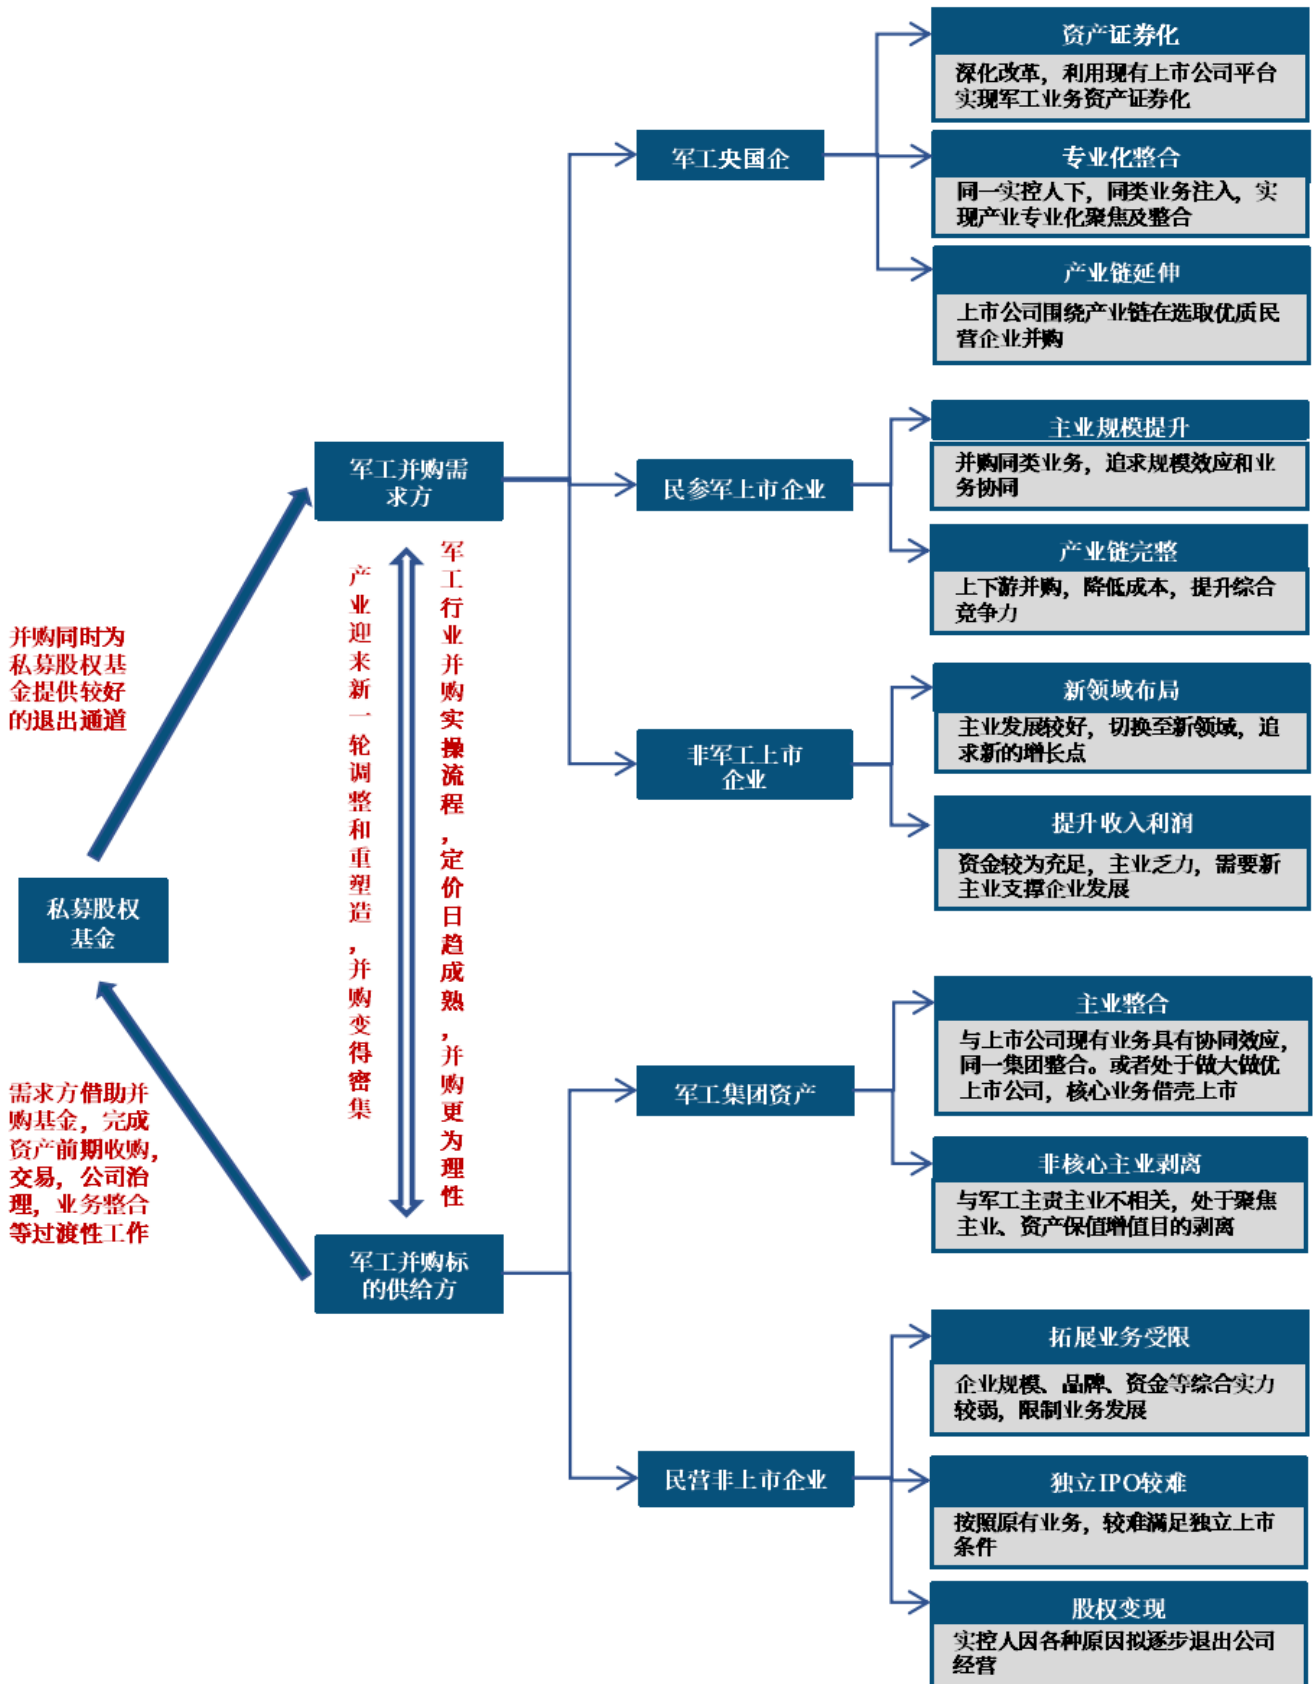 资产证券化
深化改革，利用现有上市公司平台
实现军工业务资产证券化
军工央国企
专业化整合
同一实控人下，同类业务注入，实
现产业专业化聚焦及整合
产业链延伸
上市公司围绕产业链在选取优质民
营企业并购
军工并购需
求方
民参军上市企业
主业规模提升
并购同类业务，追求规模效应和业
务协同
产业链完整
上下游并购，降低成本，提升综合
竞争力
非军工上市
企业
新领域布局
主业发展较好，切换至新领域，追
求新的增长点
提升收入利润
资金较为充足，主业乏力，需要新
主业支撑企业发展
并购同时为
私募股权基
金提供较好
的退出通道
私募股权
基金
需求方借助并
购基金，完成
资产前期收购，
交易，公司治
理，业务整合
等过渡性工作
军工行业并购实操流程，定价日趋成熟，并购更为理性
产业迎来新一轮调整和重塑造，并购变得密集
军工并购标
的供给方
军工集团资产
主业整合
与上市公司现有业务具有协同效应，
同一集团整合。或者处于做大做优
上市公司，核心业务借壳上市
非核心主业剥离
与军工主责主业不相关，处于聚焦
主业、资产保值增值目的剥离
民营非上市企业
拓展业务受限
企业规模、品牌、资金等综合实力
较弱，限制业务发展
独立IPO较难
按照原有业务，较难满足独立上市
条件
股权变现
实控人因各种原因拟逐步退出公司
经营